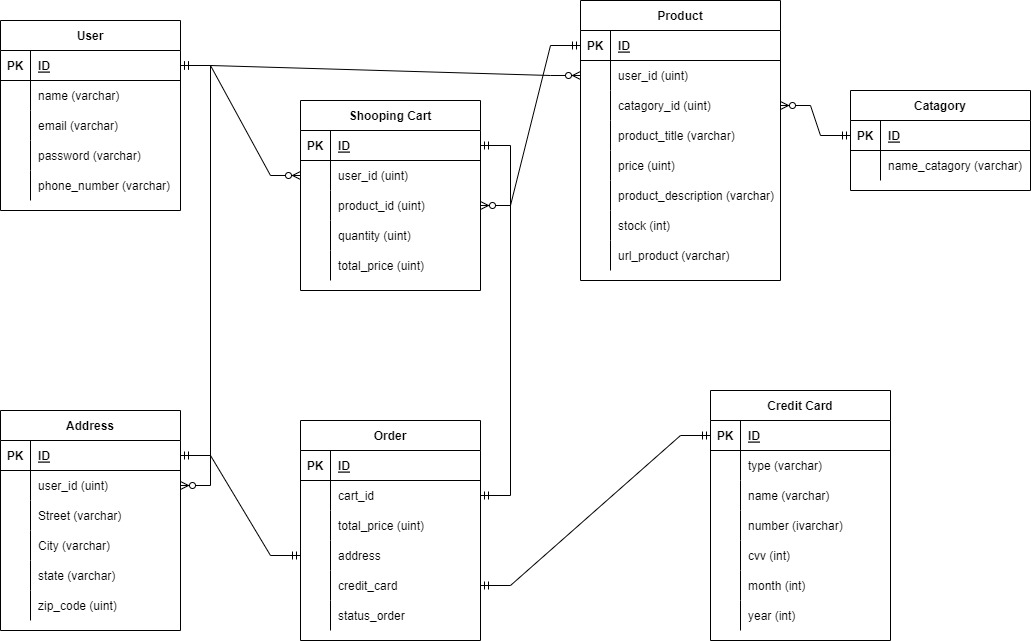 User
PK ID
name (varchar)
email (varchar)
password (varchar)
phone_number (varchar)
Shooping Cart
PK ID
user_id (uint)
product_id (uint)
quantity (uint)
total_price (uint)
Product
PK ID
user_id (uint)
catagory_id (uint)
product_title (varchar)
price (uint)
product_description (varchar)
stock (int)
url_product (varchar)
Catagory
PK ID
name_catagory (varchar)
Address
PK ID
user_id (uint)
Street (varchar)
City (varchar)
state (varchar)
zip_code (uint)
Order
PK ID
cart_id
total_price (uint)
address
credit_card
status_order
Credit Card
PK ID
type (varchar)
name (varchar)
number (ivarchar)
cvv (int)
month (int)
year (int)